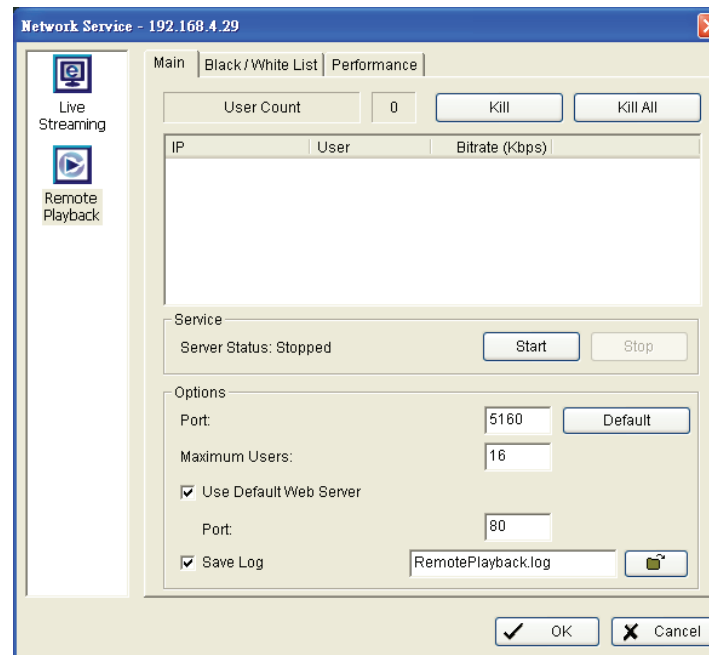 Network Service - 192.168.4.29
Live
Streaming
Remote
Playback
Main Black / White List Performance
User Count 0 Kill Kill All
IP User Bitrate (Kbps)
Service
Server Status: Stopped Start Stop
Options
Port: 5160 Default
Maximum Users: 16
Use Default Web Server
Port: 80
Save Log RemotePlayback.log
OK Cancel